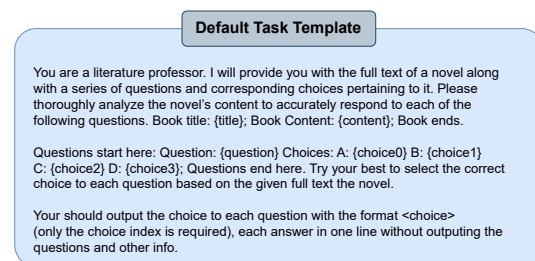 Default Task Template
You are a literature professor. I will provide you with the full text of a novel along
with a series of questions and corresponding choices pertaining to it. Please
thoroughly analyze the novel's content to accurately respond to each of the
following questions. Book title: {title}; Book Content: {content}; Book ends.
Questions start here: Question: {question} Choices: A: {choice0} B: {choice1}
C: {choice2} D: {choice3}; Questions end here. Try your best to select the correct
choice to each question based on the given full text the novel.
Your should output the choice to each question with the format <choice>
(only the choice index is required), each answer in one line without outputing the
questions and other info.